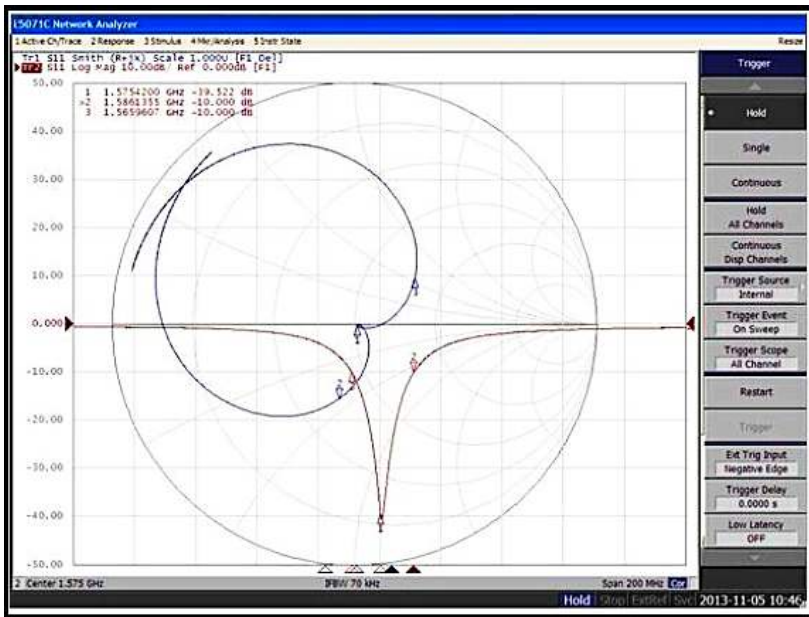 E5071C Network Analyzer
1 Active Ch/Trace 2 Response 3 Stimulus 4 Mkr/Analysis 5 Instr State
Resize
Tr1 S11 Smith (R+jX) Scale 1.000U [F1 Del]
Tr2 S11 Log Mag 10.00dB/ Ref 0.000dB [F1]
1 1.5754200 GHz -39.522 dB
>2 1.5861355 GHz -10.000 dB
3 1.5659607 GHz -10.000 dB
50.00
40.00
30.00
20.00
10.00
0.000
-10.00
-20.00
-30.00
-40.00
-50.00
2 Center 1.575 GHz
IFBW 70 kHz
Span 200 MHz Cor
Trigger
Hold
Single
Continuous
Hold
All Channels
Continuous
Disp Channels
Trigger Source
Internal
Trigger Event
On Sweep
Trigger Scope
All Channel
Restart
Trigger
Ext Trig Input
Negative Edge
Trigger Delay
0.0000 s
Low Latency
OFF
Hold Stop ExtRef Svc 2013-11-05 10:46